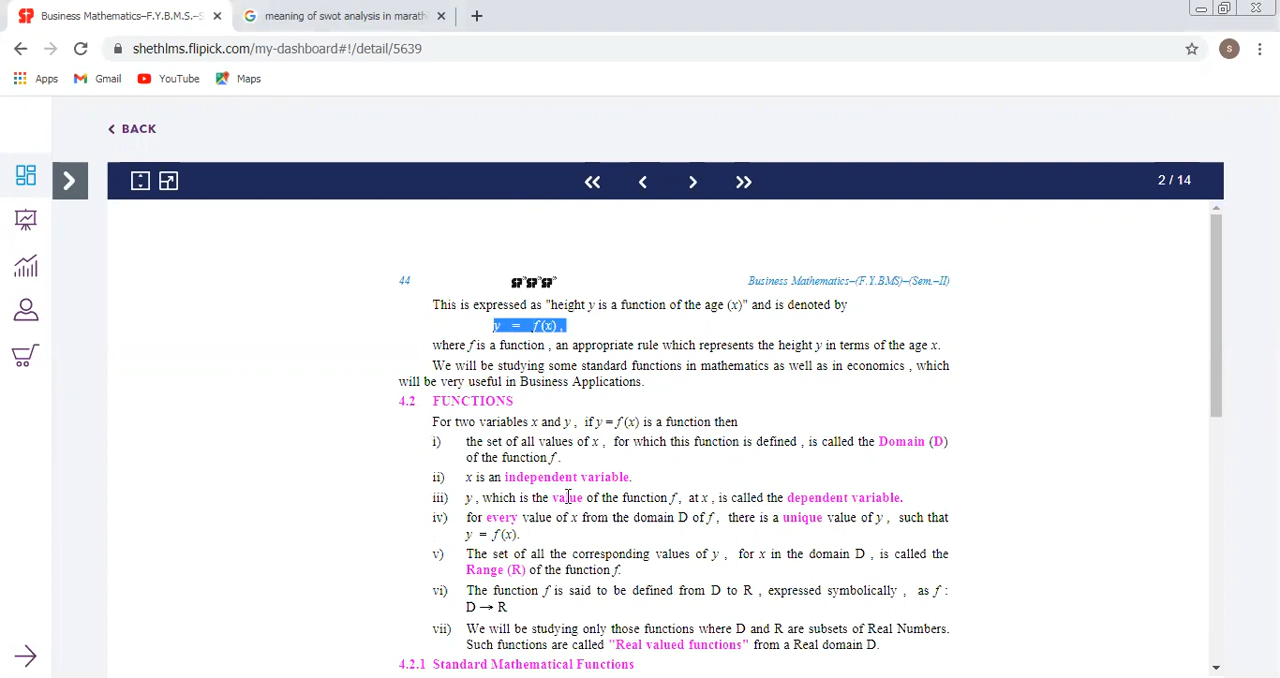 Business Mathematics–F.Y.B.M.S.–S
meaning of swot analysis in marath
shethlms.flipick.com/my-dashboard#!/detail/5639
S
Apps
Gmail
YouTube
Maps
BACK
2 / 14
44
Business Mathematics–(F.Y.BMS)–(Sem.–II)
This is expressed as "height y is a function of the age (x)" and is denoted by
y = f (x) ,
where f is a function , an appropriate rule which represents the height y in terms of the age x.
We will be studying some standard functions in mathematics as well as in economics , which
will be very useful in Business Applications.
4.2 FUNCTIONS
For two variables x and y , if y = f (x) is a function then
i) the set of all values of x , for which this function is defined , is called the Domain (D)
of the function f .
ii) x is an independent variable.
iii) y , which is the value of the function f , at x , is called the dependent variable.
iv) for every value of x from the domain D of f , there is a unique value of y , such that
y = f (x).
v) The set of all the corresponding values of y , for x in the domain D , is called the
Range (R) of the function f.
vi) The function f is said to be defined from D to R , expressed symbolically , as f :
D → R
vii) We will be studying only those functions where D and R are subsets of Real Numbers.
Such functions are called "Real valued functions" from a Real domain D.
4.2.1 Standard Mathematical Functions